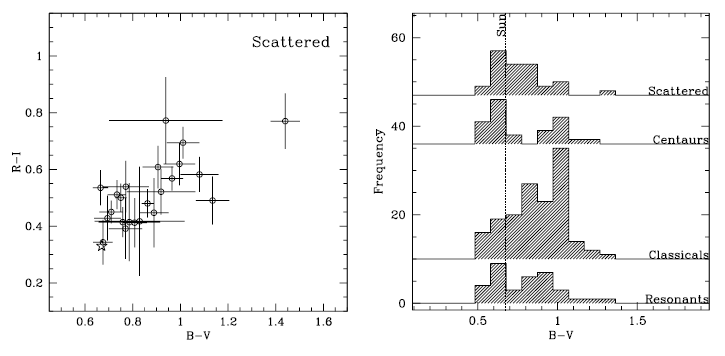 Scattered
1
0.8
0.6
0.4
0.2
R-I
0.6 0.8 1 1.2 1.4 1.6
B-V
Sun
60
40
20
0
Frequency
Scattered
Centaurs
Classicals
Resonants
0.5 1 1.5
B-V